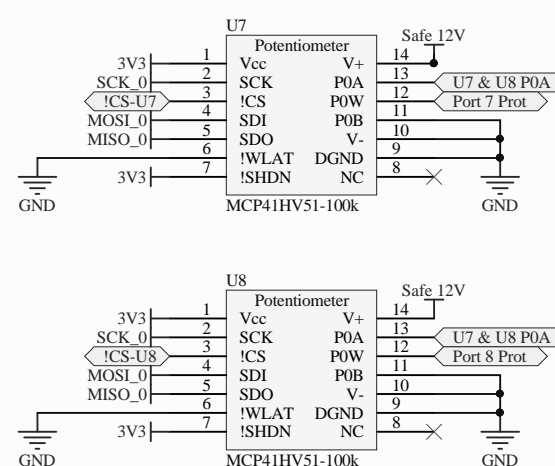 U7
Safe 12V
Potentiometer
3V3 1 Vcc V+ 14
SCK_0 2 SCK P0A 13 U7 & U8 P0A
!CS-U7 3 !CS P0W 12 Port 7 Prot
MOSI_0 4 SDI P0B 11
MISO_0 5 SDO V- 10
6 !WLAT DGND 9
3V3 7 !SHDN NC 8
GND MCP41HV51-100k GND
U8
Safe 12V
Potentiometer
3V3 1 Vcc V+ 14
SCK_0 2 SCK P0A 13 U7 & U8 P0A
!CS-U8 3 !CS P0W 12 Port 8 Prot
MOSI_0 4 SDI P0B 11
MISO_0 5 SDO V- 10
6 !WLAT DGND 9
3V3 7 !SHDN NC 8
GND MCP41HV51-100k GND